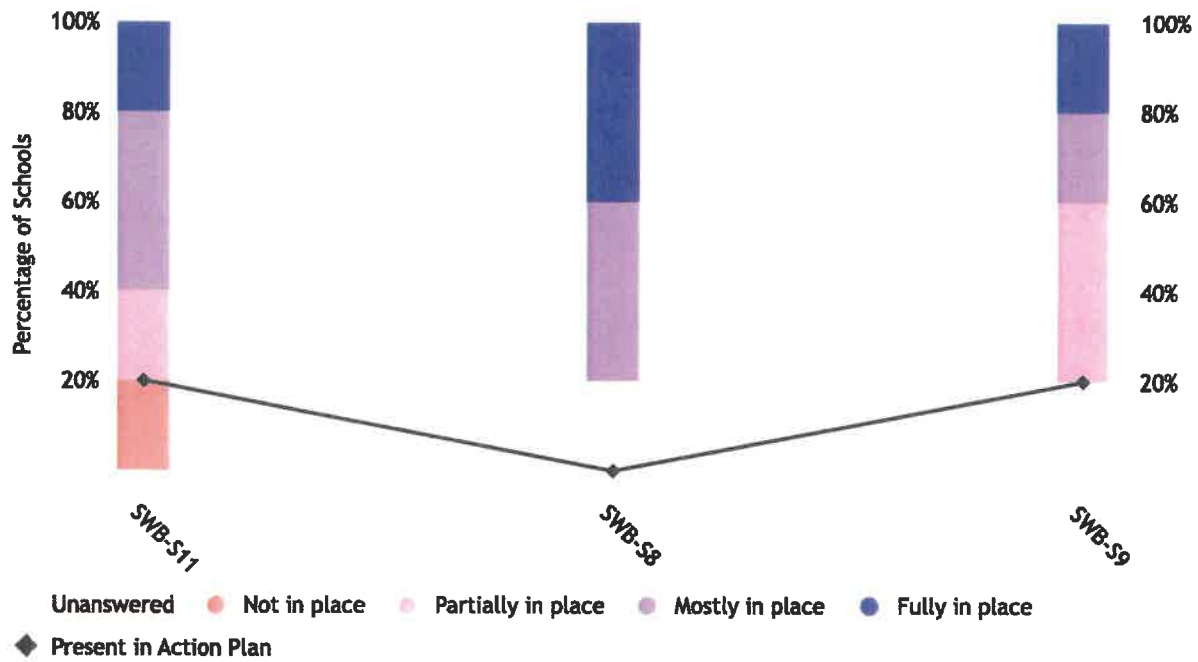 100%
80%
60%
40%
20%
Percentage of Schools
100%
80%
60%
40%
20%
SWB-S11
SWB-S8
SWB-S9
Unanswered Not in place Partially in place Mostly in place Fully in place
Present in Action Plan